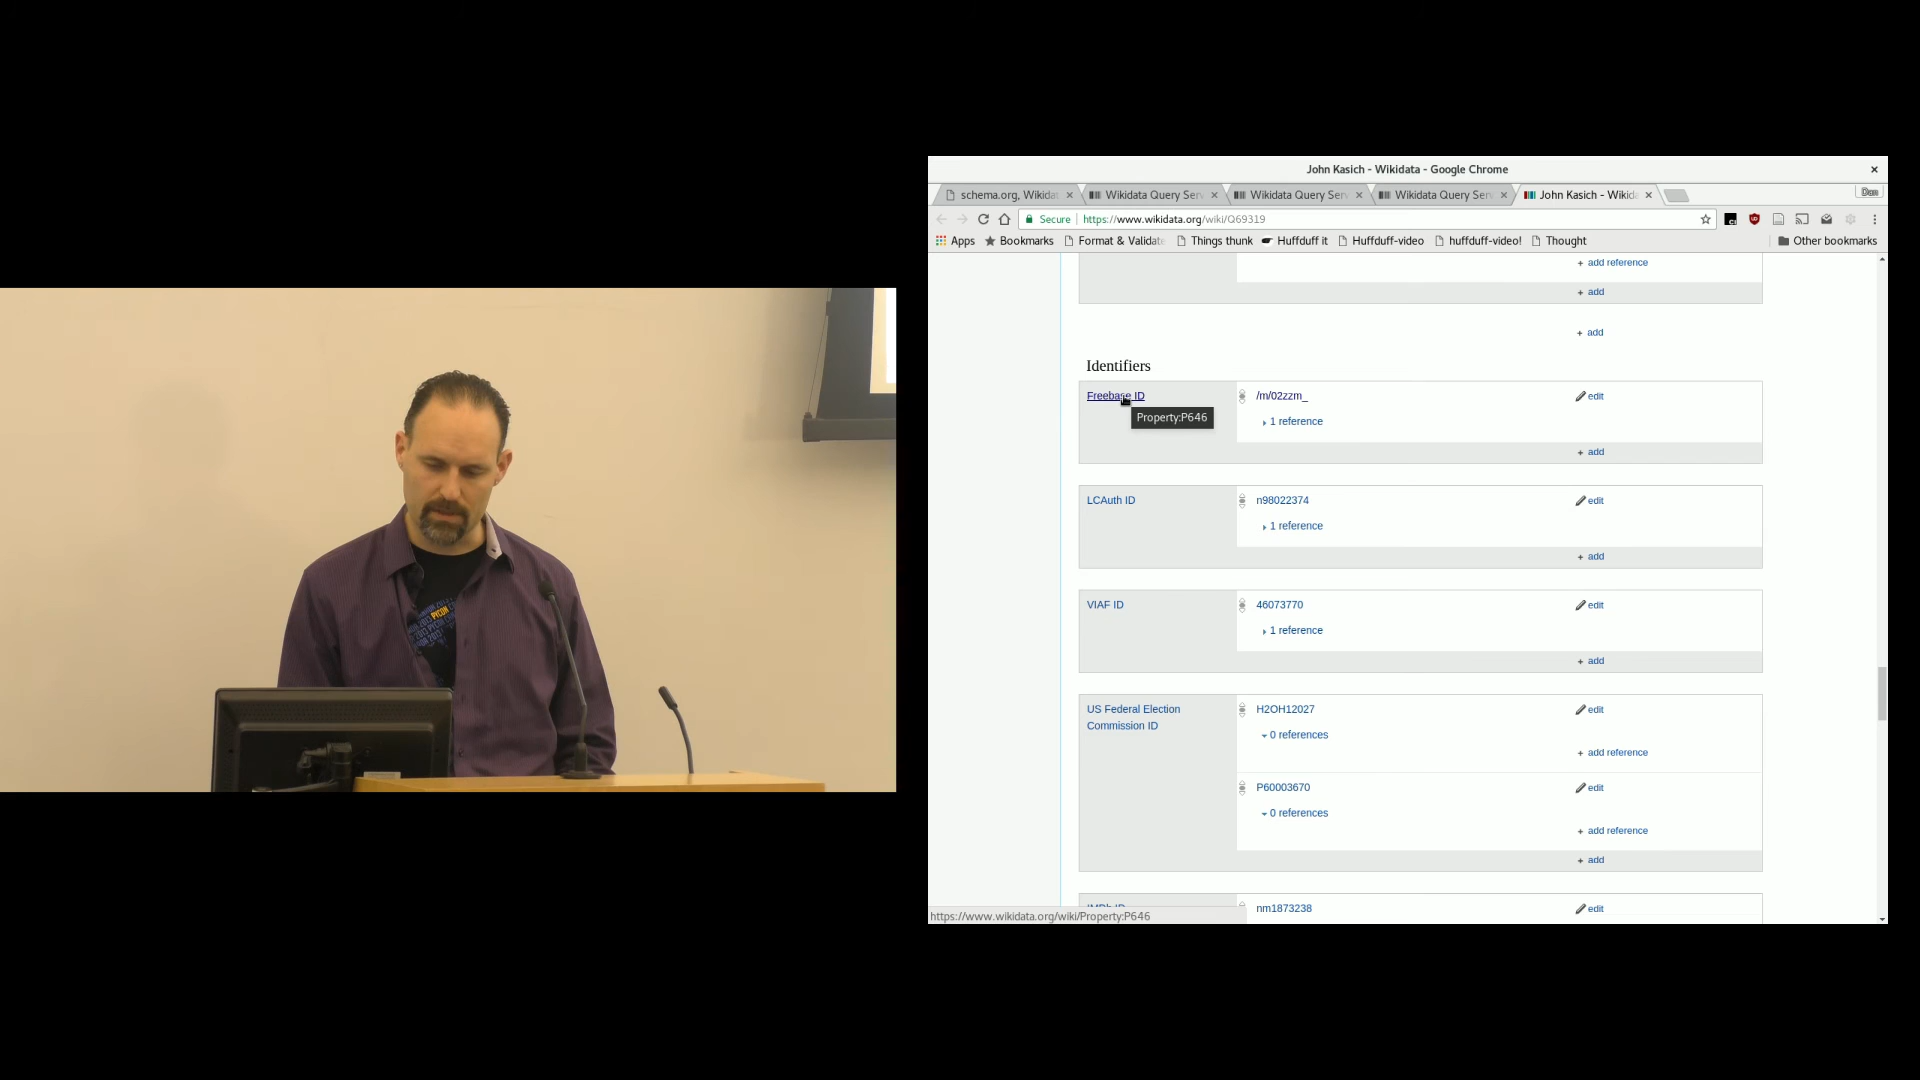 John Kasich - Wikidata - Google Chrome
schema.org, Wikidat
Wikidata Query Serv
Wikidata Query Serv
Wikidata Query Serv
John Kasich - Wikida
Dan
Secure
https://www.wikidata.org/wiki/Q69319
Apps
Bookmarks
Format & Validate
Things thunk
Huffduff it
Huffduff-video
huffduff-video!
Thought
Other bookmarks
+ add reference
+ add
+ add
Identifiers
Freebase ID
/m/02zzm_
edit
Property:P646
1 reference
+ add
LCAuth ID
n98022374
edit
1 reference
+ add
VIAF ID
46073770
edit
1 reference
+ add
US Federal Election
Commission ID
H2OH12027
edit
0 references
+ add reference
P60003670
edit
0 references
+ add reference
+ add
IMDb ID
nm1873238
edit
https://www.wikidata.org/wiki/Property:P646
PYCON